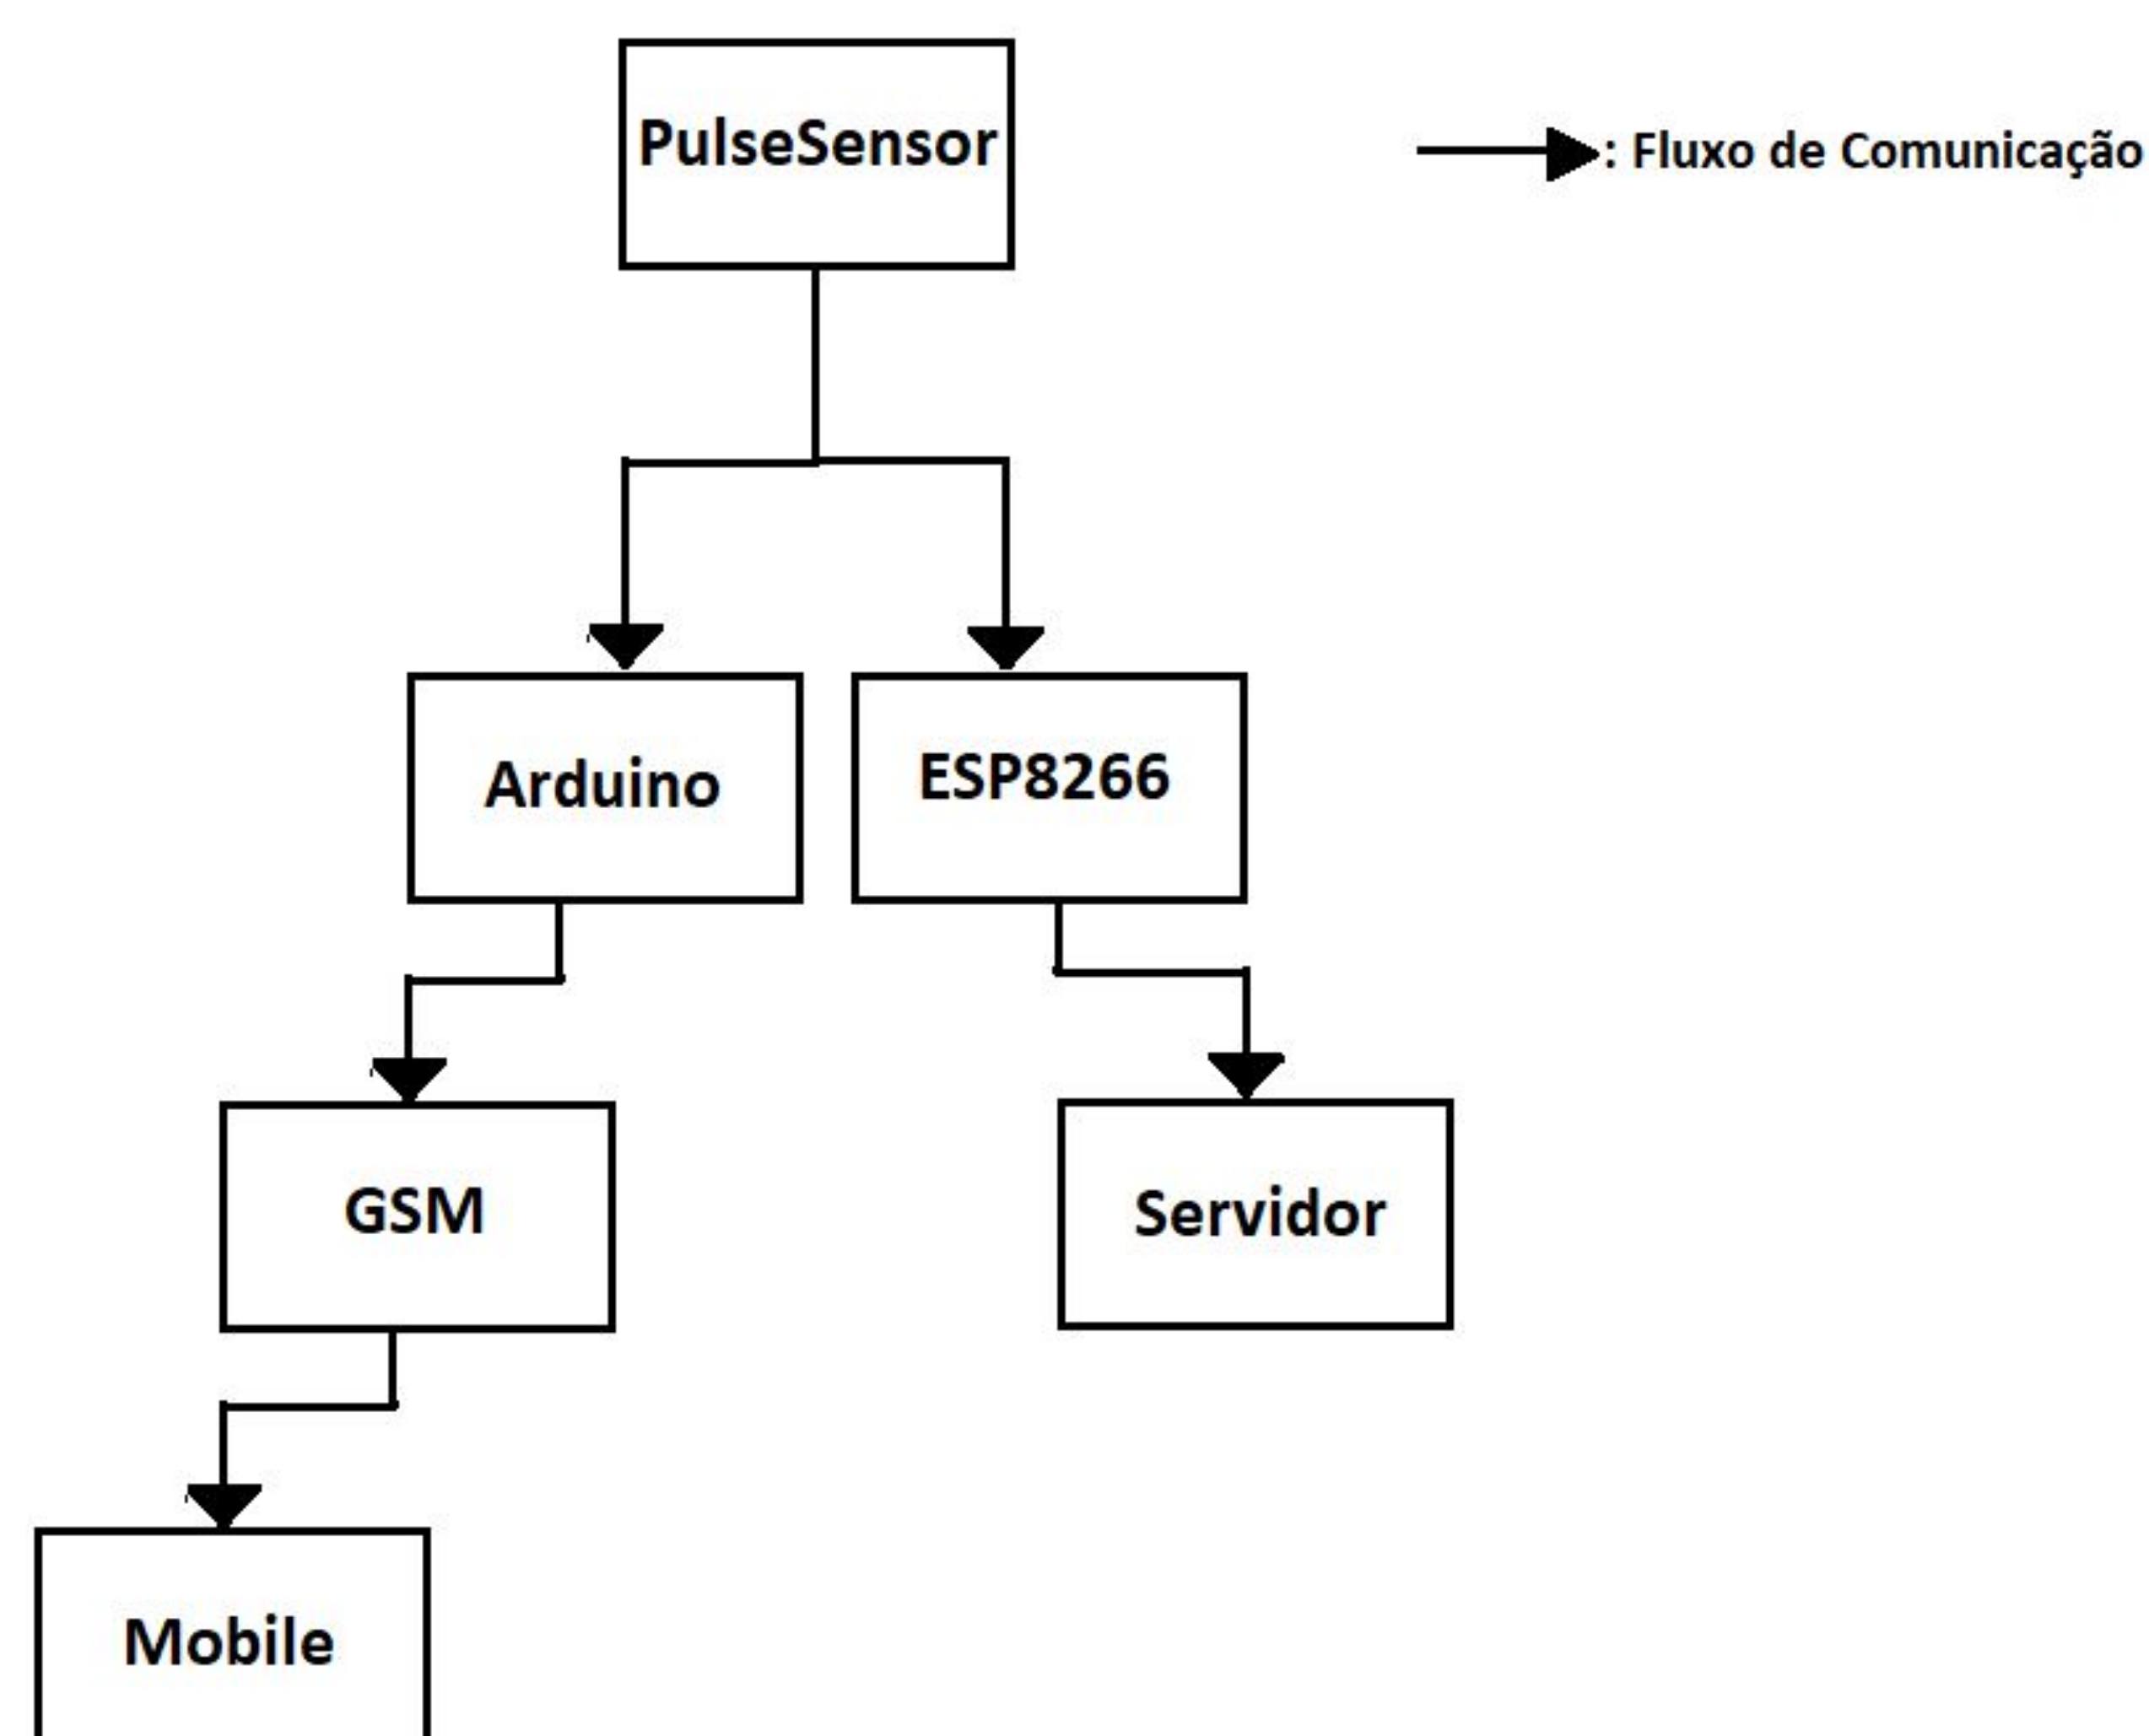 PulseSensor
: Fluxo de Comunicação
Arduino
ESP8266
GSM
Servidor
Mobile